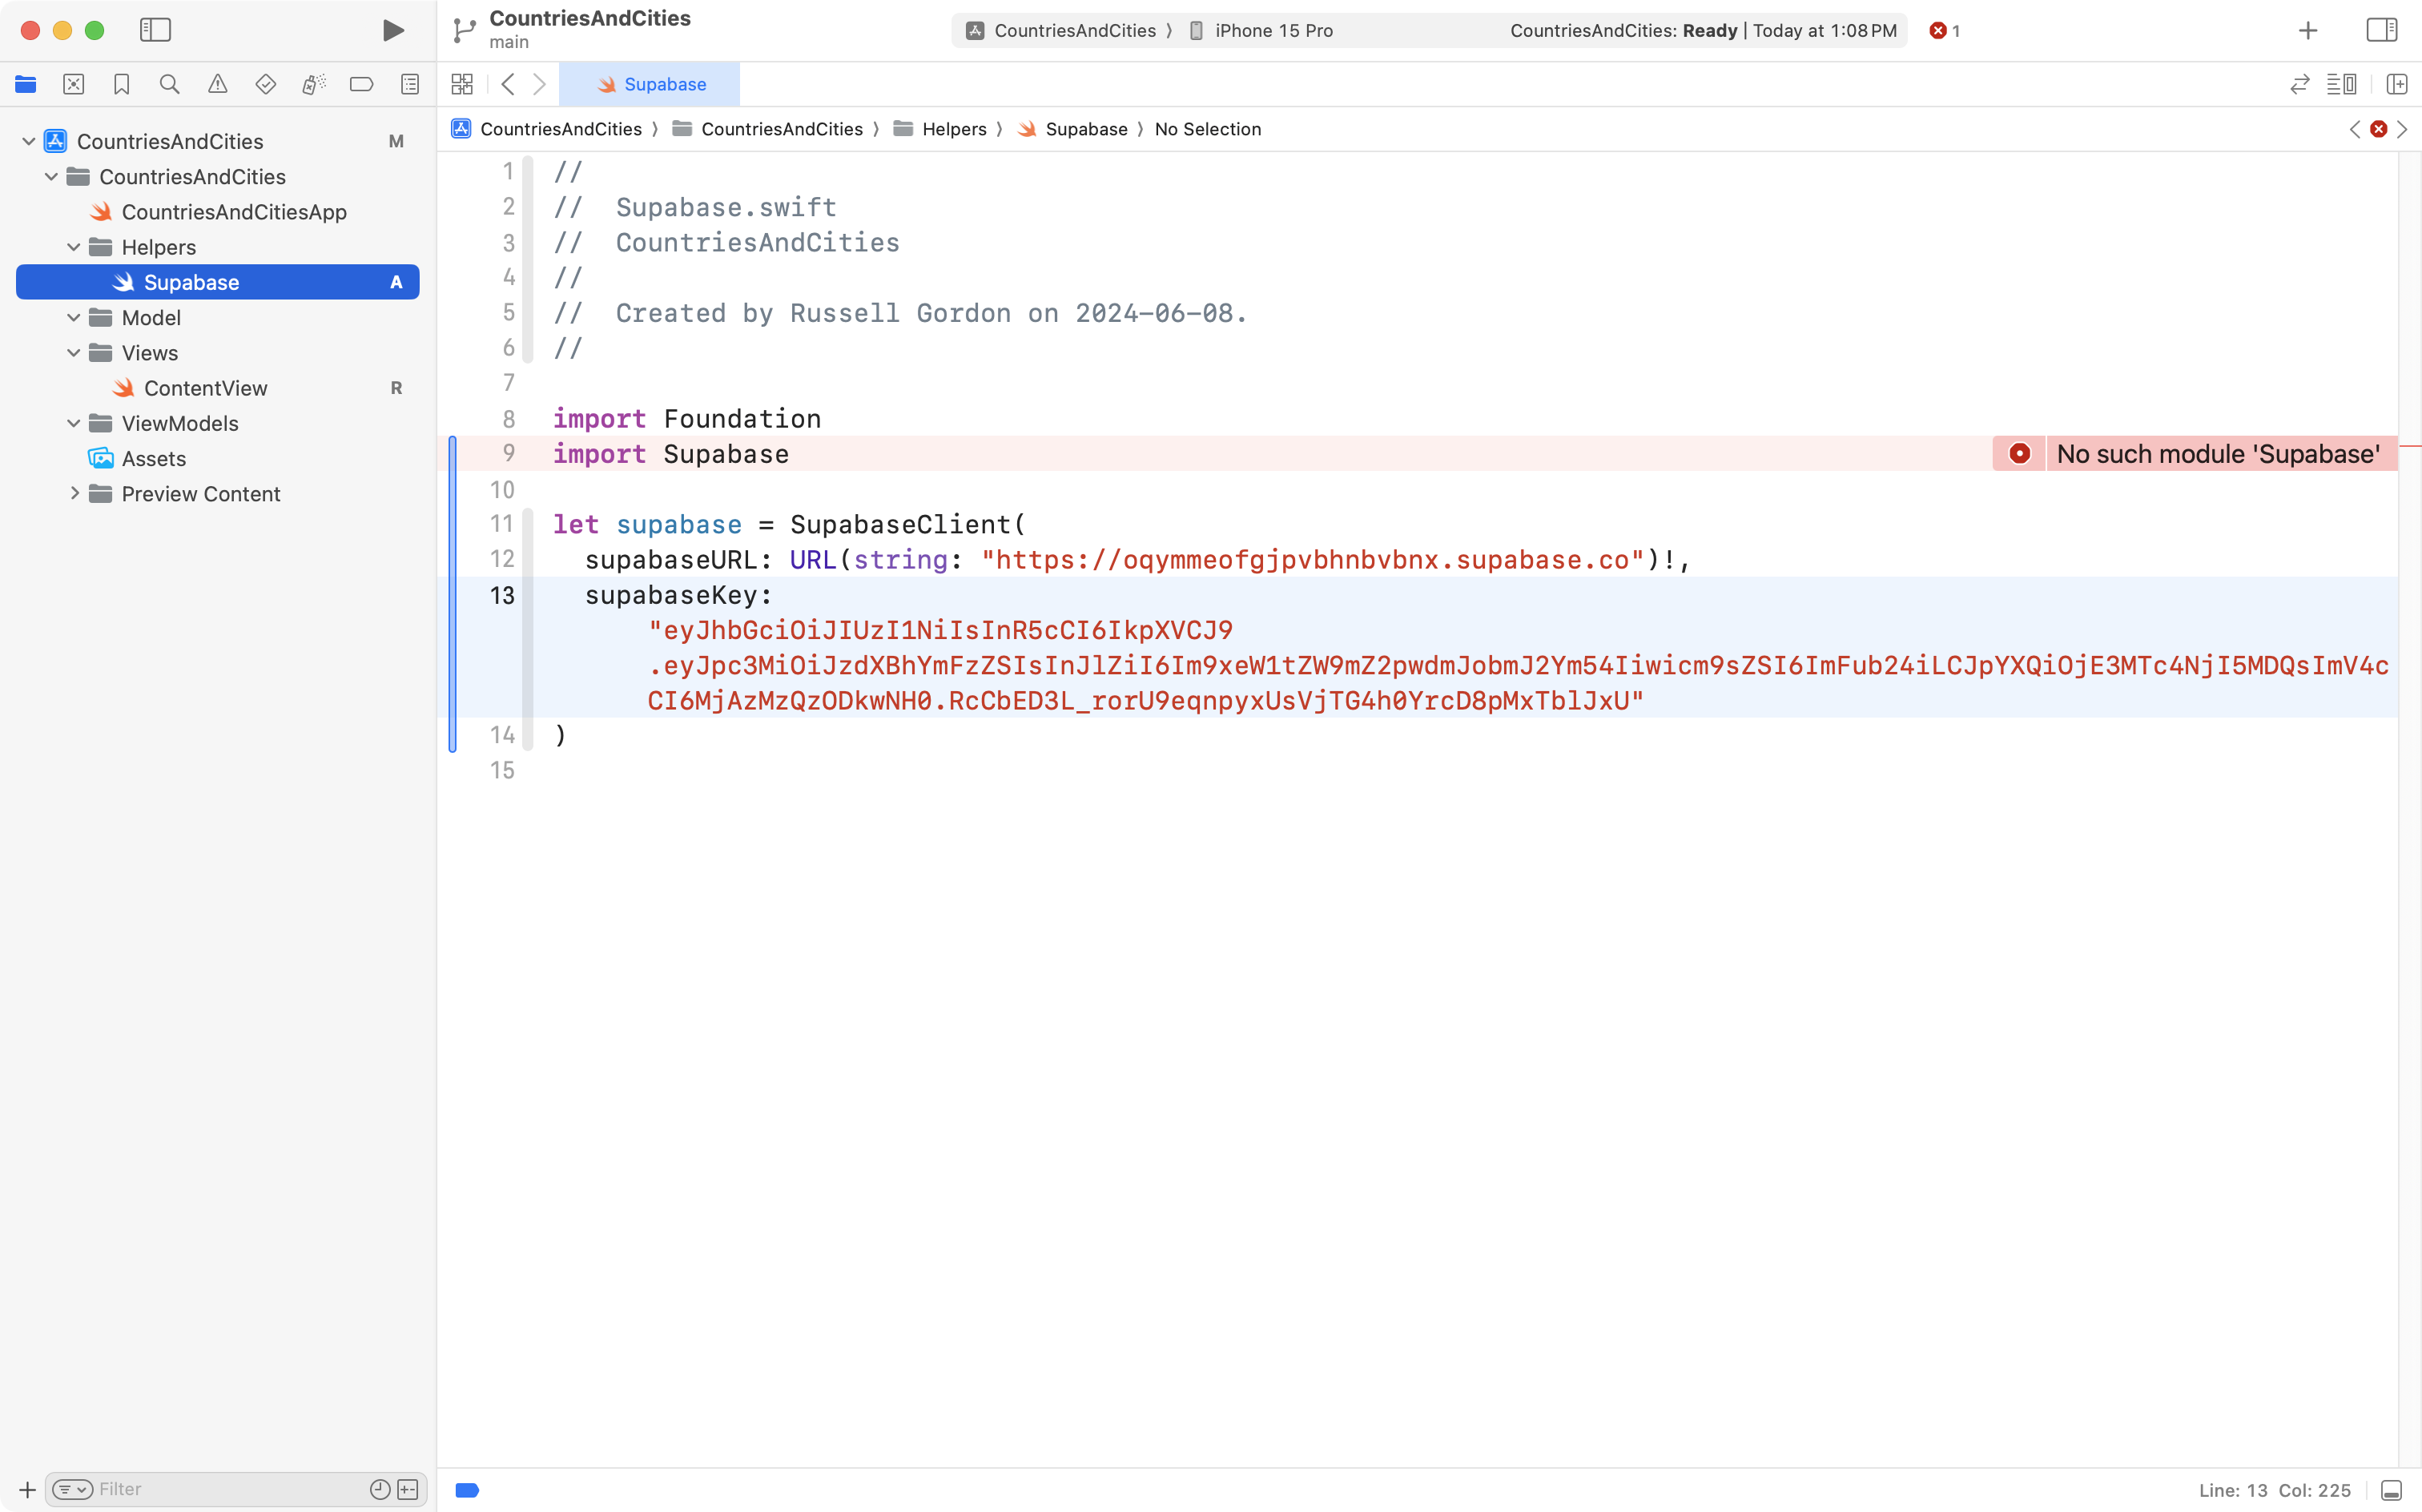 CountriesAndCities
main
CountriesAndCities
iPhone 15 Pro
CountriesAndCities: Ready | Today at 1:08 PM
1
Supabase
CountriesAndCities
CountriesAndCities
Helpers
Supabase
No Selection
CountriesAndCities M
CountriesAndCities
CountriesAndCitiesApp
Helpers
Supabase A
Model
Views
ContentView R
ViewModels
Assets
Preview Content
1 //
2 //  Supabase.swift
3 //  CountriesAndCities
4 //
5 //  Created by Russell Gordon on 2024-06-08.
6 //
7
8 import Foundation
9 import Supabase
No such module 'Supabase'
10
11 let supabase = SupabaseClient(
12   supabaseURL: URL(string: "https://oqymmeofgjpvbhnbvbnx.supabase.co")!,
13   supabaseKey:
"eyJhbGciOiJIUzI1NiIsInR5cCI6IkpXVCJ9
.eyJpc3MiOiJzdXBhYmFzZSIsInJlZiI6Im9xeW1tZW9mZ2pwdmJobmJ2Ym54Iiwicm9sZSI6ImFub24iLCJpYXQiOjE3MTc4NjI5MDQsImV4c
CI6MjAzMzQzODkwNH0.RcCbED3L_rorU9eqnpyxUsVjTG4h0YrcD8pMxTblJxU"
14 )
15
Filter
Line: 13 Col: 225